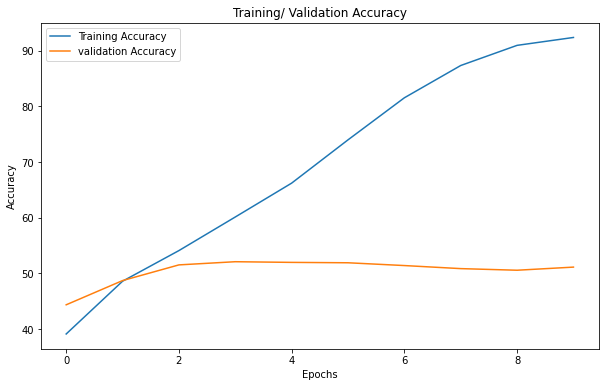 Training/ Validation Accuracy
Training Accuracy
validation Accuracy
90
80
70
60
50
40
Accuracy
0 2 4 6 8
Epochs